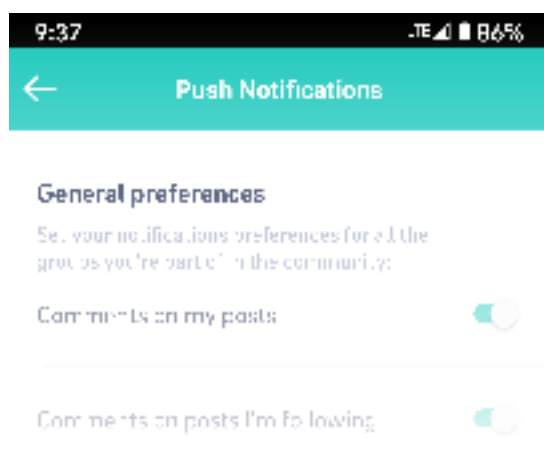 9:37 LTE 86%
Push Notifications
General preferences
Set your notifications preferences for all the
groups you're part of in the community:
Comments on my posts
Comments on posts I'm following